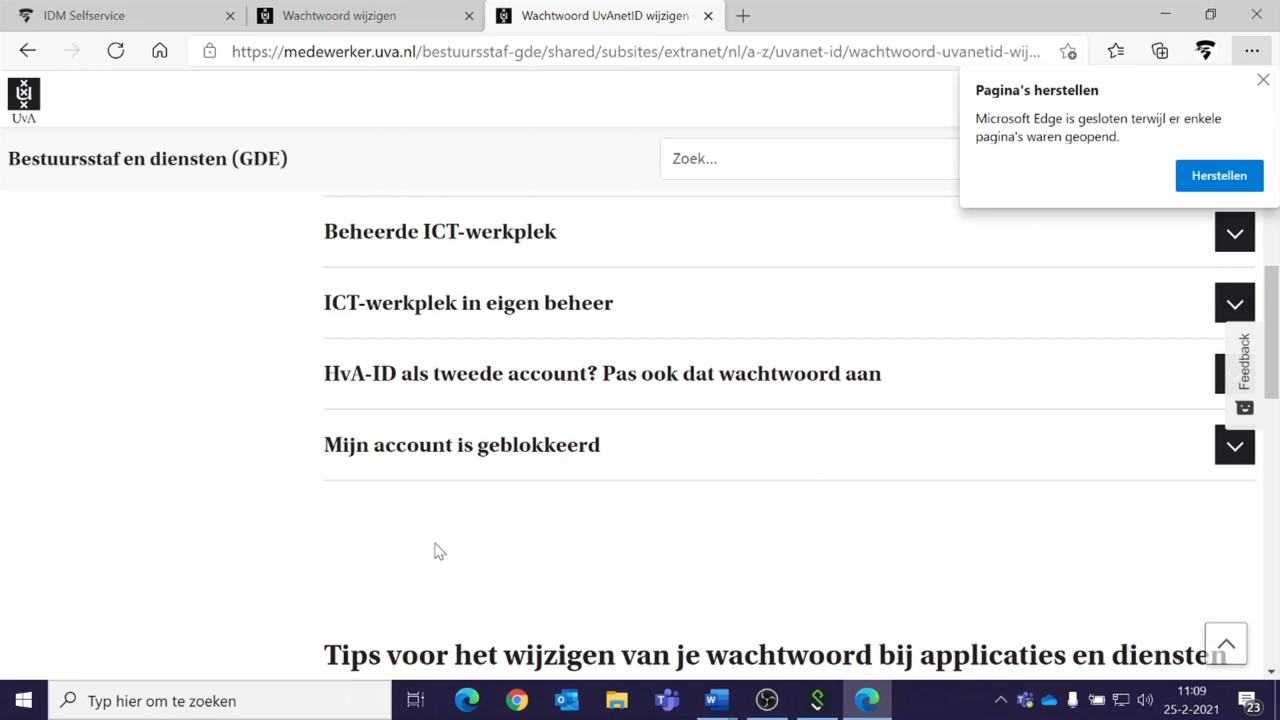 IDM Selfservice
Wachtwoord wijzigen
Wachtwoord UvAnetID wijzigen
https://medewerker.uva.nl/bestuursstaf-gde/shared/subsites/extranet/nl/a-z/uvanet-id/wachtwoord-uvanetid-wij...
UvA
Pagina's herstellen
Microsoft Edge is gesloten terwijl er enkele
pagina's waren geopend.
Herstellen
Bestuursstaf en diensten (GDE)
Zoek...
Beheerde ICT-werkplek
ICT-werkplek in eigen beheer
HvA-ID als tweede account? Pas ook dat wachtwoord aan
Feedback
Mijn account is geblokkeerd
Tips voor het wijzigen van je wachtwoord bij applicaties en diensten
Typ hier om te zoeken
11:09
25-2-2021
23